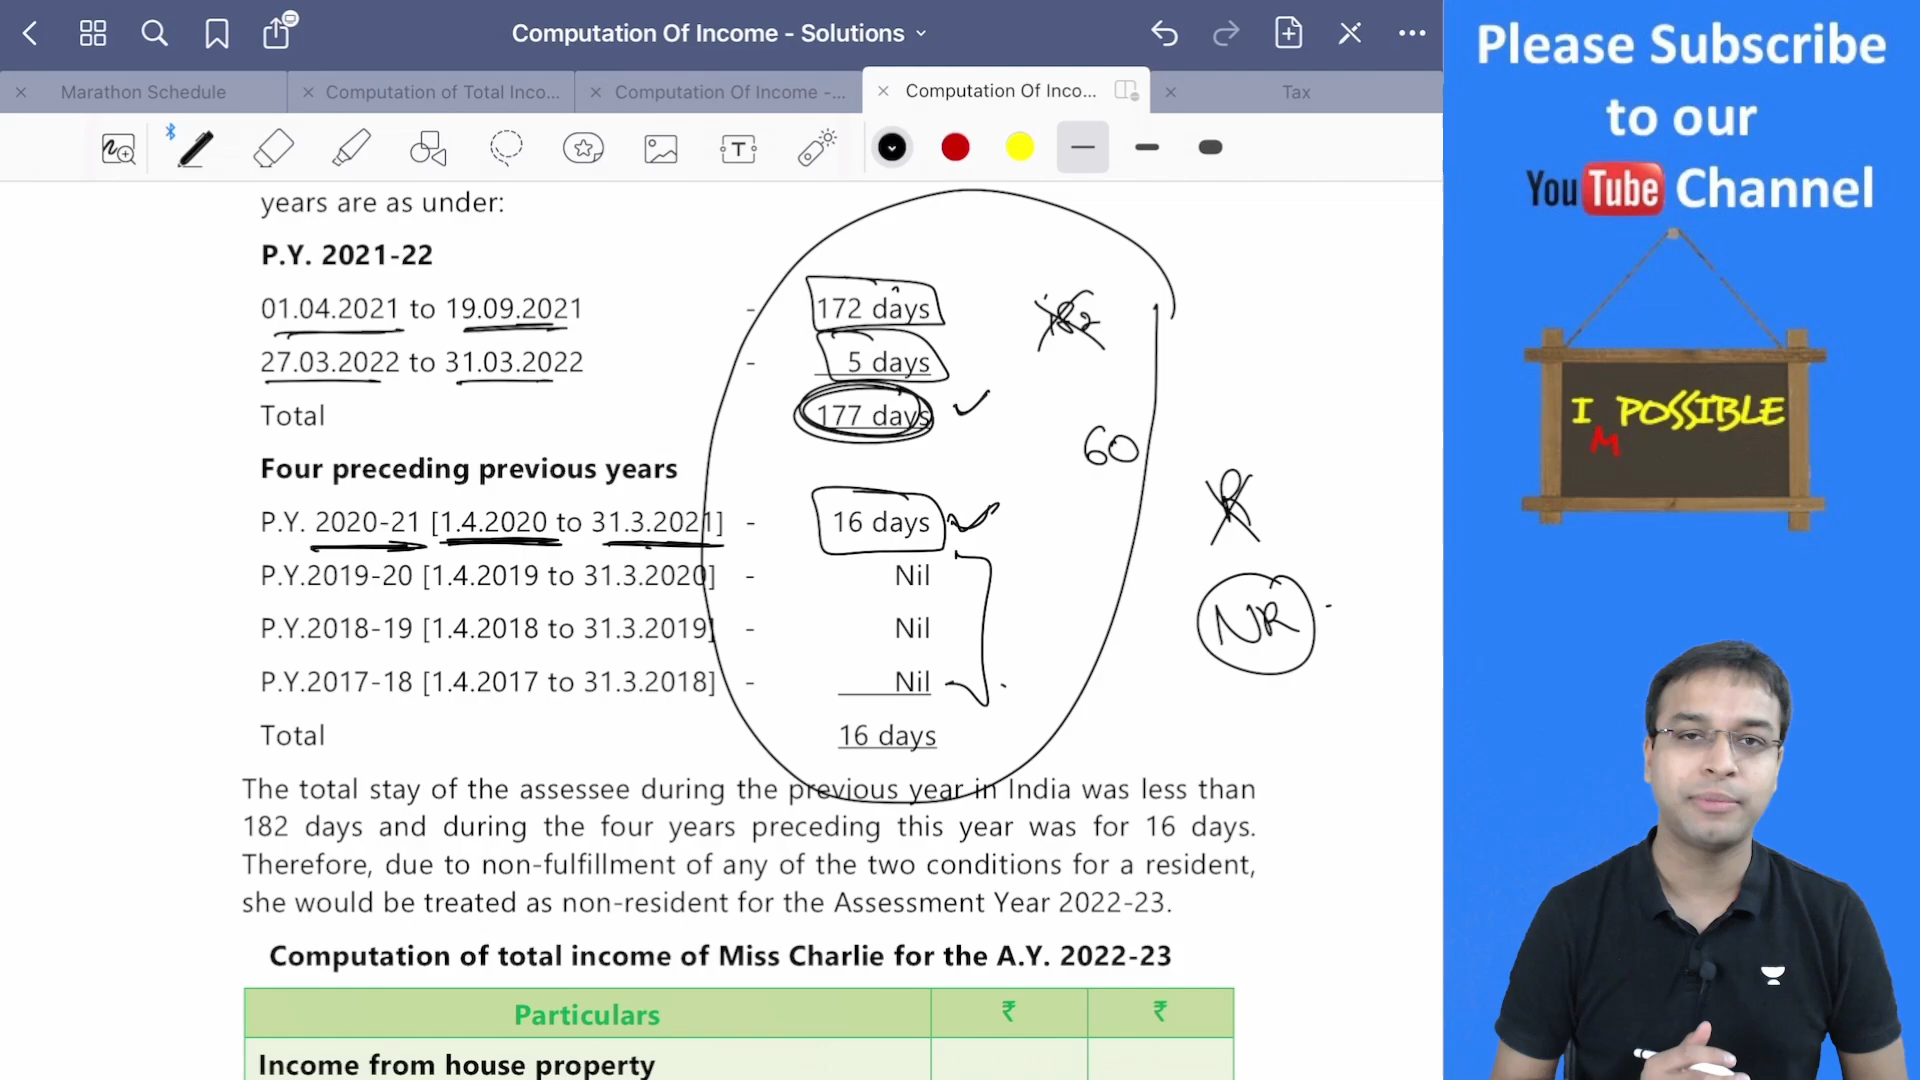 Computation Of Income - Solutions
Marathon Schedule
Computation of Total Inco...
Computation Of Income -...
Computation Of Inco...
Tax
T
years are as under:
P.Y. 2021-22
01.04.2021 to 19.09.2021 - 172 days 182
27.03.2022 to 31.03.2022 - 5 days
Total 177 days
60
Four preceding previous years
P.Y. 2020-21 [1.4.2020 to 31.3.2021] - 16 days R
P.Y.2019-20 [1.4.2019 to 31.3.2020] - Nil
P.Y.2018-19 [1.4.2018 to 31.3.2019] - Nil NR
P.Y.2017-18 [1.4.2017 to 31.3.2018] - Nil
Total 16 days
The total stay of the assessee during the previous year in India was less than
182 days and during the four years preceding this year was for 16 days.
Therefore, due to non-fulfillment of any of the two conditions for a resident,
she would be treated as non-resident for the Assessment Year 2022-23.
Computation of total income of Miss Charlie for the A.Y. 2022-23
Particulars ₹ ₹
Income from house property
Please Subscribe
to our
YouTube Channel
I POSSIBLE
M